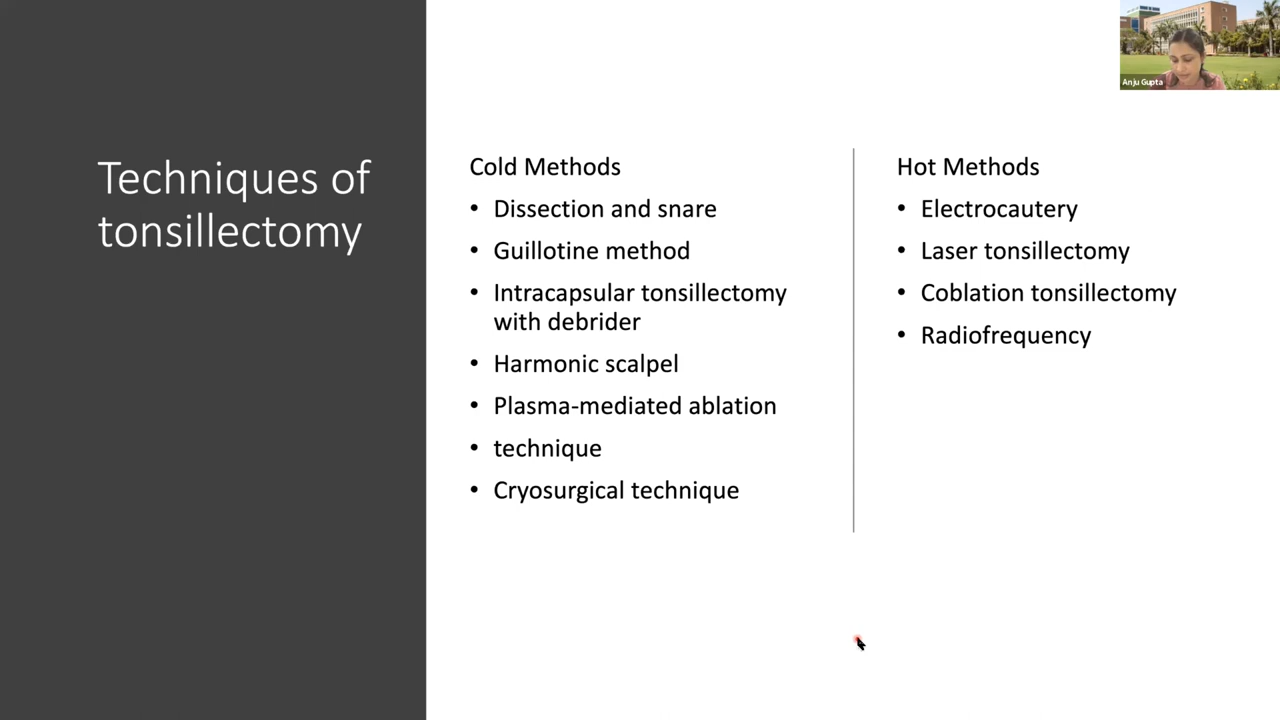 Anju Gupta
Techniques of
tonsillectomy
Cold Methods
• Dissection and snare
• Guillotine method
• Intracapsular tonsillectomy
with debrider
• Harmonic scalpel
• Plasma-mediated ablation
• technique
• Cryosurgical technique
Hot Methods
• Electrocautery
• Laser tonsillectomy
• Coblation tonsillectomy
• Radiofrequency